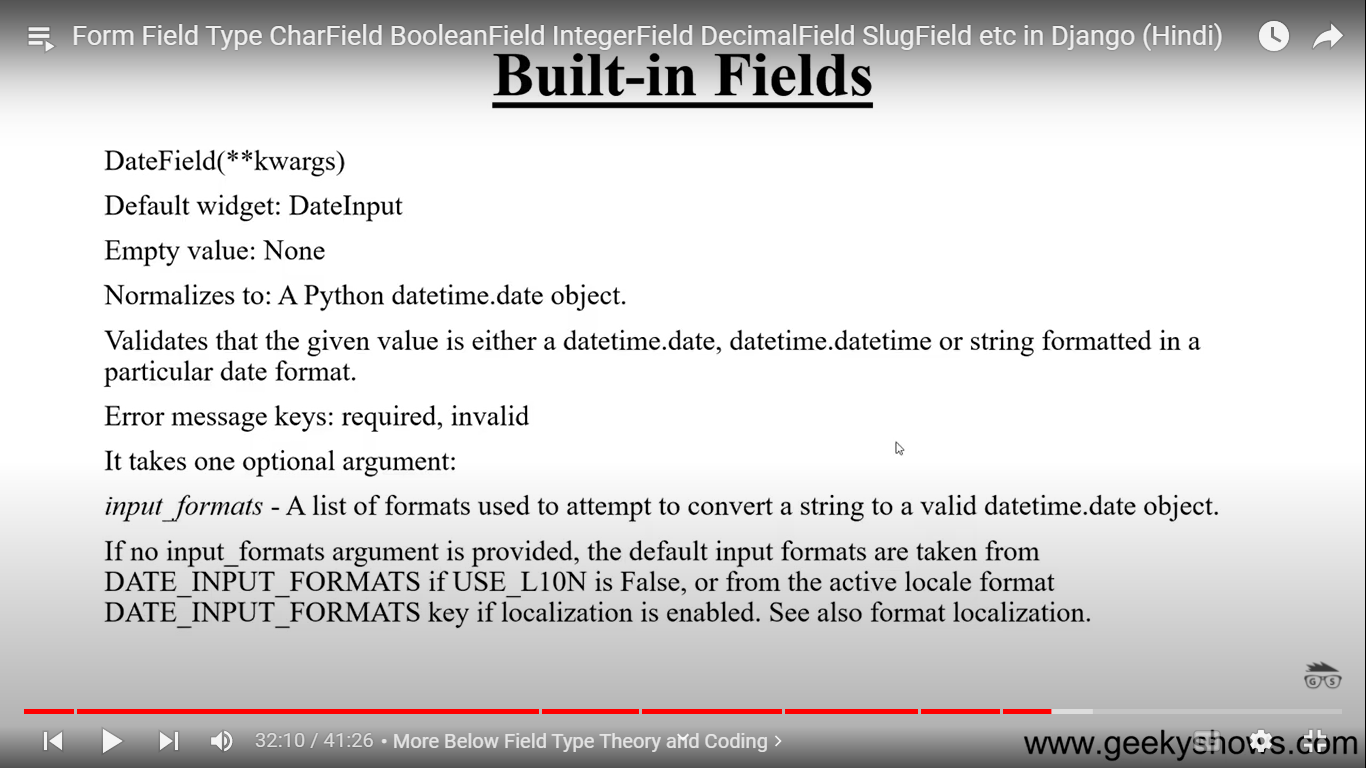 Form Field Type CharField BooleanField IntegerField DecimalField SlugField etc in Django (Hindi)
Built-in Fields
DateField(**kwargs)
Default widget: DateInput
Empty value: None
Normalizes to: A Python datetime.date object.
Validates that the given value is either a datetime.date, datetime.datetime or string formatted in a
particular date format.
Error message keys: required, invalid
It takes one optional argument:
input_formats - A list of formats used to attempt to convert a string to a valid datetime.date object.
If no input_formats argument is provided, the default input formats are taken from
DATE_INPUT_FORMATS if USE_L10N is False, or from the active locale format
DATE_INPUT_FORMATS key if localization is enabled. See also format localization.
G S
32:10 / 41:26 • More Below Field Type Theory and Coding
www.geekyshows.com